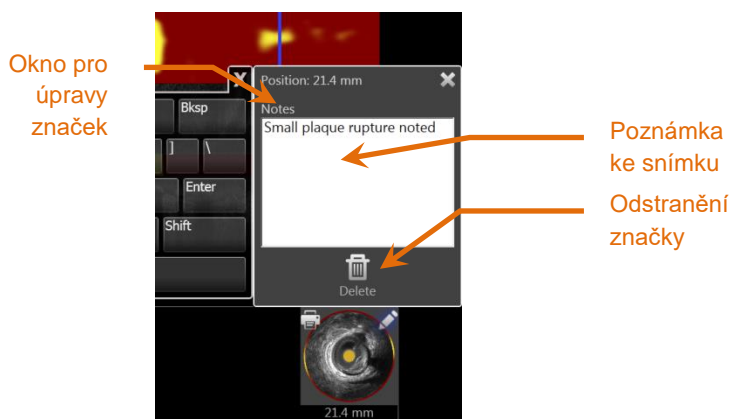 Okno pro
úpravy
značek
X
Position: 21.4 mm
Notes
Small plaque rupture noted
Bksp
] \
Enter
Shift
Delete
21.4 mm
Poznámka
ke snímku
Odstranění
značky